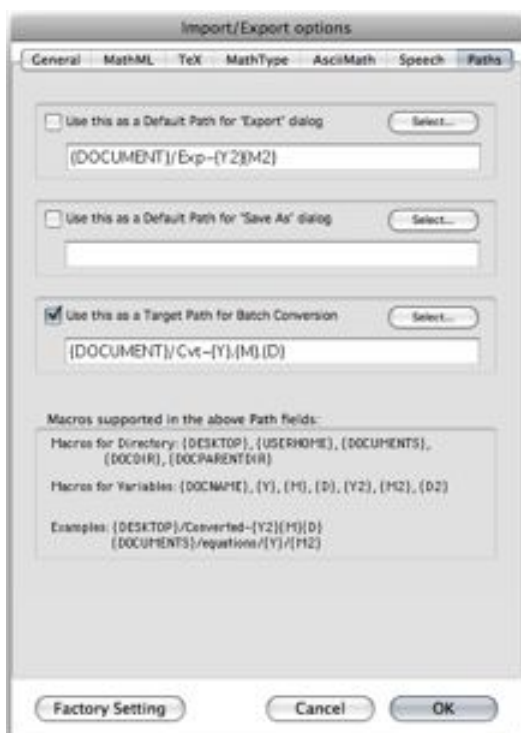 Import/Export options
General MathML TeX MathType AsciiMath Speech Paths
Use this as a Default Path for 'Export' dialog Select...
{DOCUMENT}/Exp-{Y2}{M2}
Use this as a Default Path for 'Save As' dialog Select...
Use this as a Target Path for Batch Conversion Select...
{DOCUMENT}/Cvt-{Y}.{M}.{D}
Macros supported in the above Path fields:
Macros for Directory: {DESKTOP}, {USERHOME}, {DOCUMENTS},
{DOCDIR}, {DOCPARENTDIR}
Macros for Variables: {DOCNAME}, {Y}, {M}, {D}, {Y2}, {M2}, {D2}
Examples: {DESKTOP}/Converted-{Y2}{M}{D}
{DOCUMENTS}/equations/{Y}/{M2}
Factory Setting Cancel OK